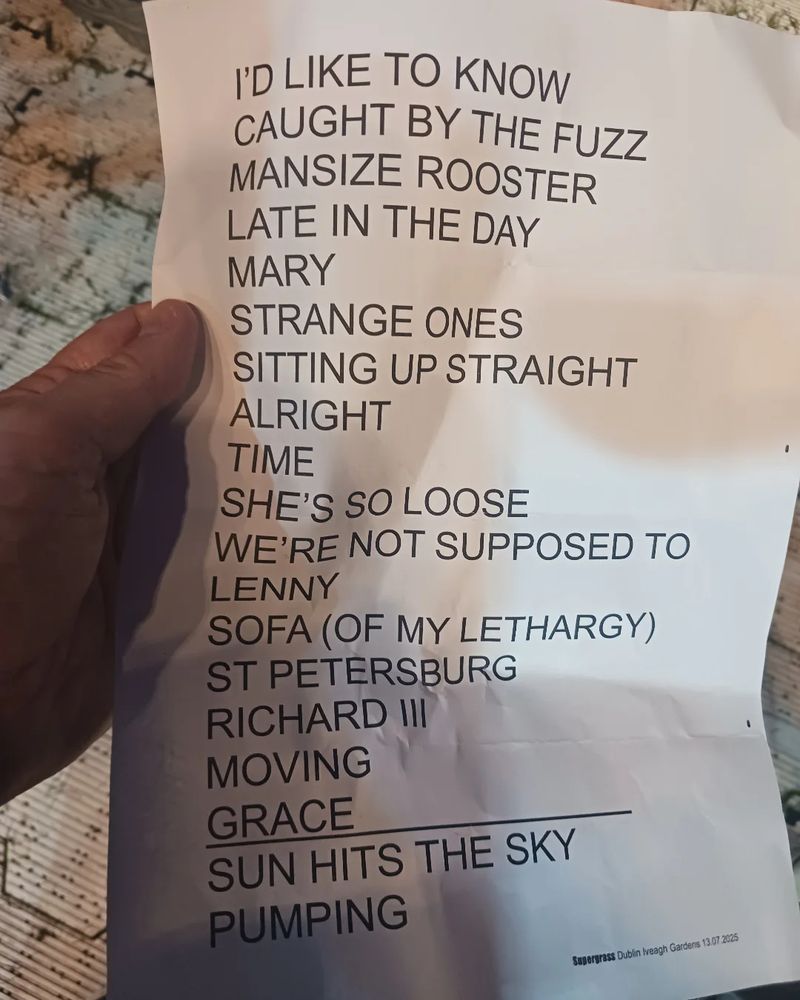 I'D LIKE TO KNOW
CAUGHT BY THE FUZZ
MANSIZE ROOSTER
LATE IN THE DAY
MARY
STRANGE ONES
SITTING UP STRAIGHT
ALRIGHT
TIME
SHE'S SO LOOSE
WE'RE NOT SUPPOSED TO
LENNY
SOFA (OF MY LETHARGY)
ST PETERSBURG
RICHARD III
MOVING
GRACE
SUN HITS THE SKY
PUMPING
Supergrass Dublin Iveagh Gardens 13.07.2025